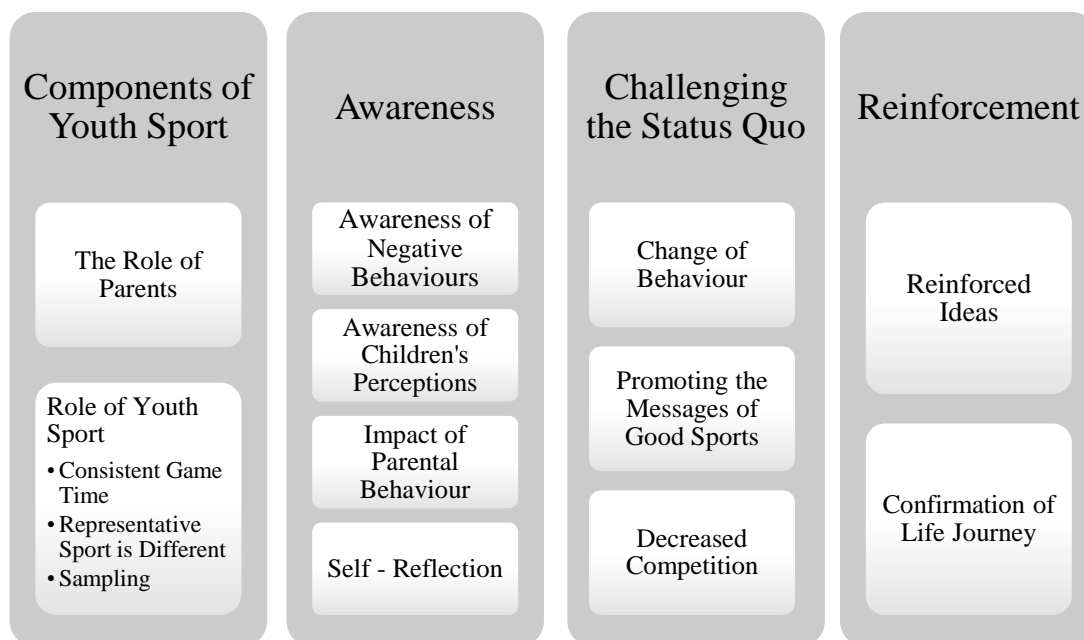 Components of
Youth Sport
The Role of
Parents
Role of Youth
Sport
• Consistent Game
Time
• Representative
Sport is Different
• Sampling
Awareness
Awareness of
Negative
Behaviours
Awareness of
Children's
Perceptions
Impact of
Parental
Behaviour
Self - Reflection
Challenging
the Status Quo
Change of
Behaviour
Promoting the
Messages of
Good Sports
Decreased
Competition
Reinforcement
Reinforced
Ideas
Confirmation of
Life Journey